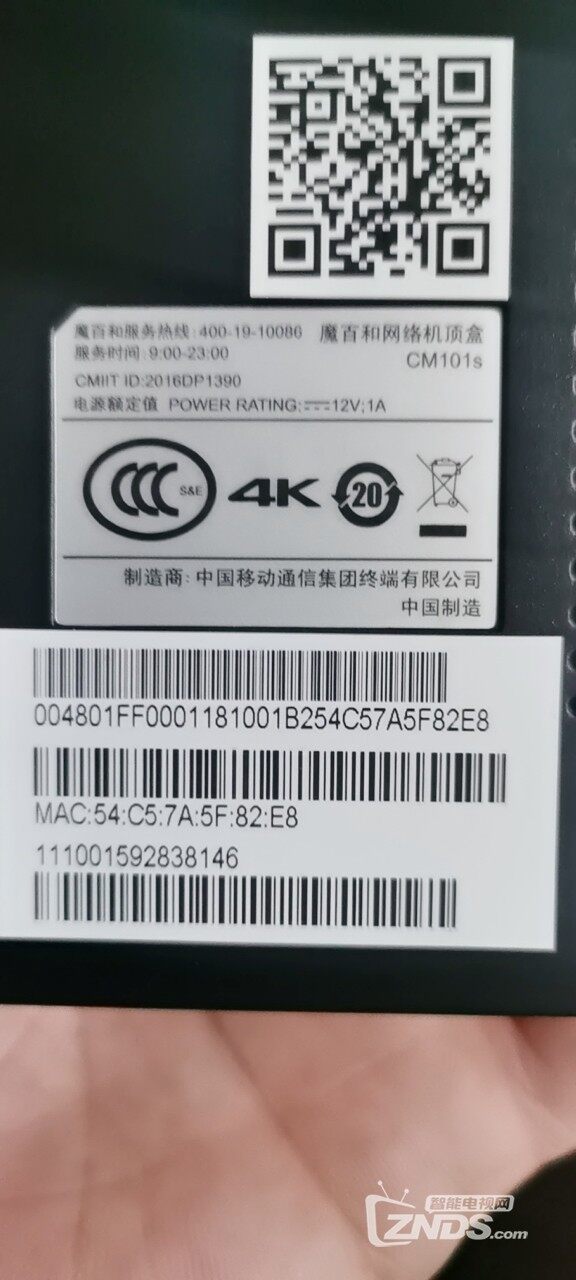 魔百和服务热线:400-19-10086
服务时间:9:00-23:00
魔百和网络机顶盒
CM101s
CMIIT ID:2016DP1390
电源额定值 POWER RATING:⎓12V;1A
CCC S&E 4K 20
制造商:中国移动通信集团终端有限公司
中国制造
004801FF0001181001B254C57A5F82E8
MAC:54:C5:7A:5F:82:E8
111001592838146
智能电视网
ZNDS.com